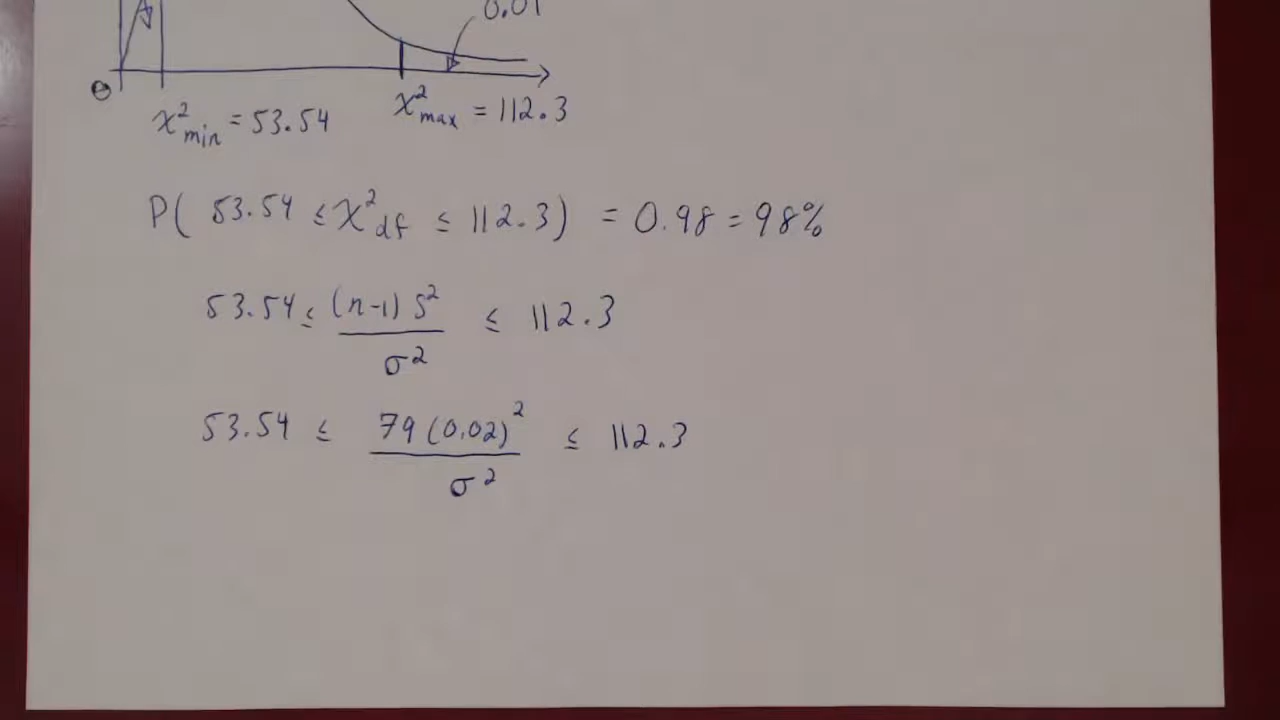 0.01
0
χ²min = 53.54
χ²max = 112.3
P( 53.54 ≤ χ²df ≤ 112.3) = 0.98 = 98%
53.54 ≤ (n-1) S² / σ² ≤ 112.3
53.54 ≤ 79 (0.02)² / σ² ≤ 112.3